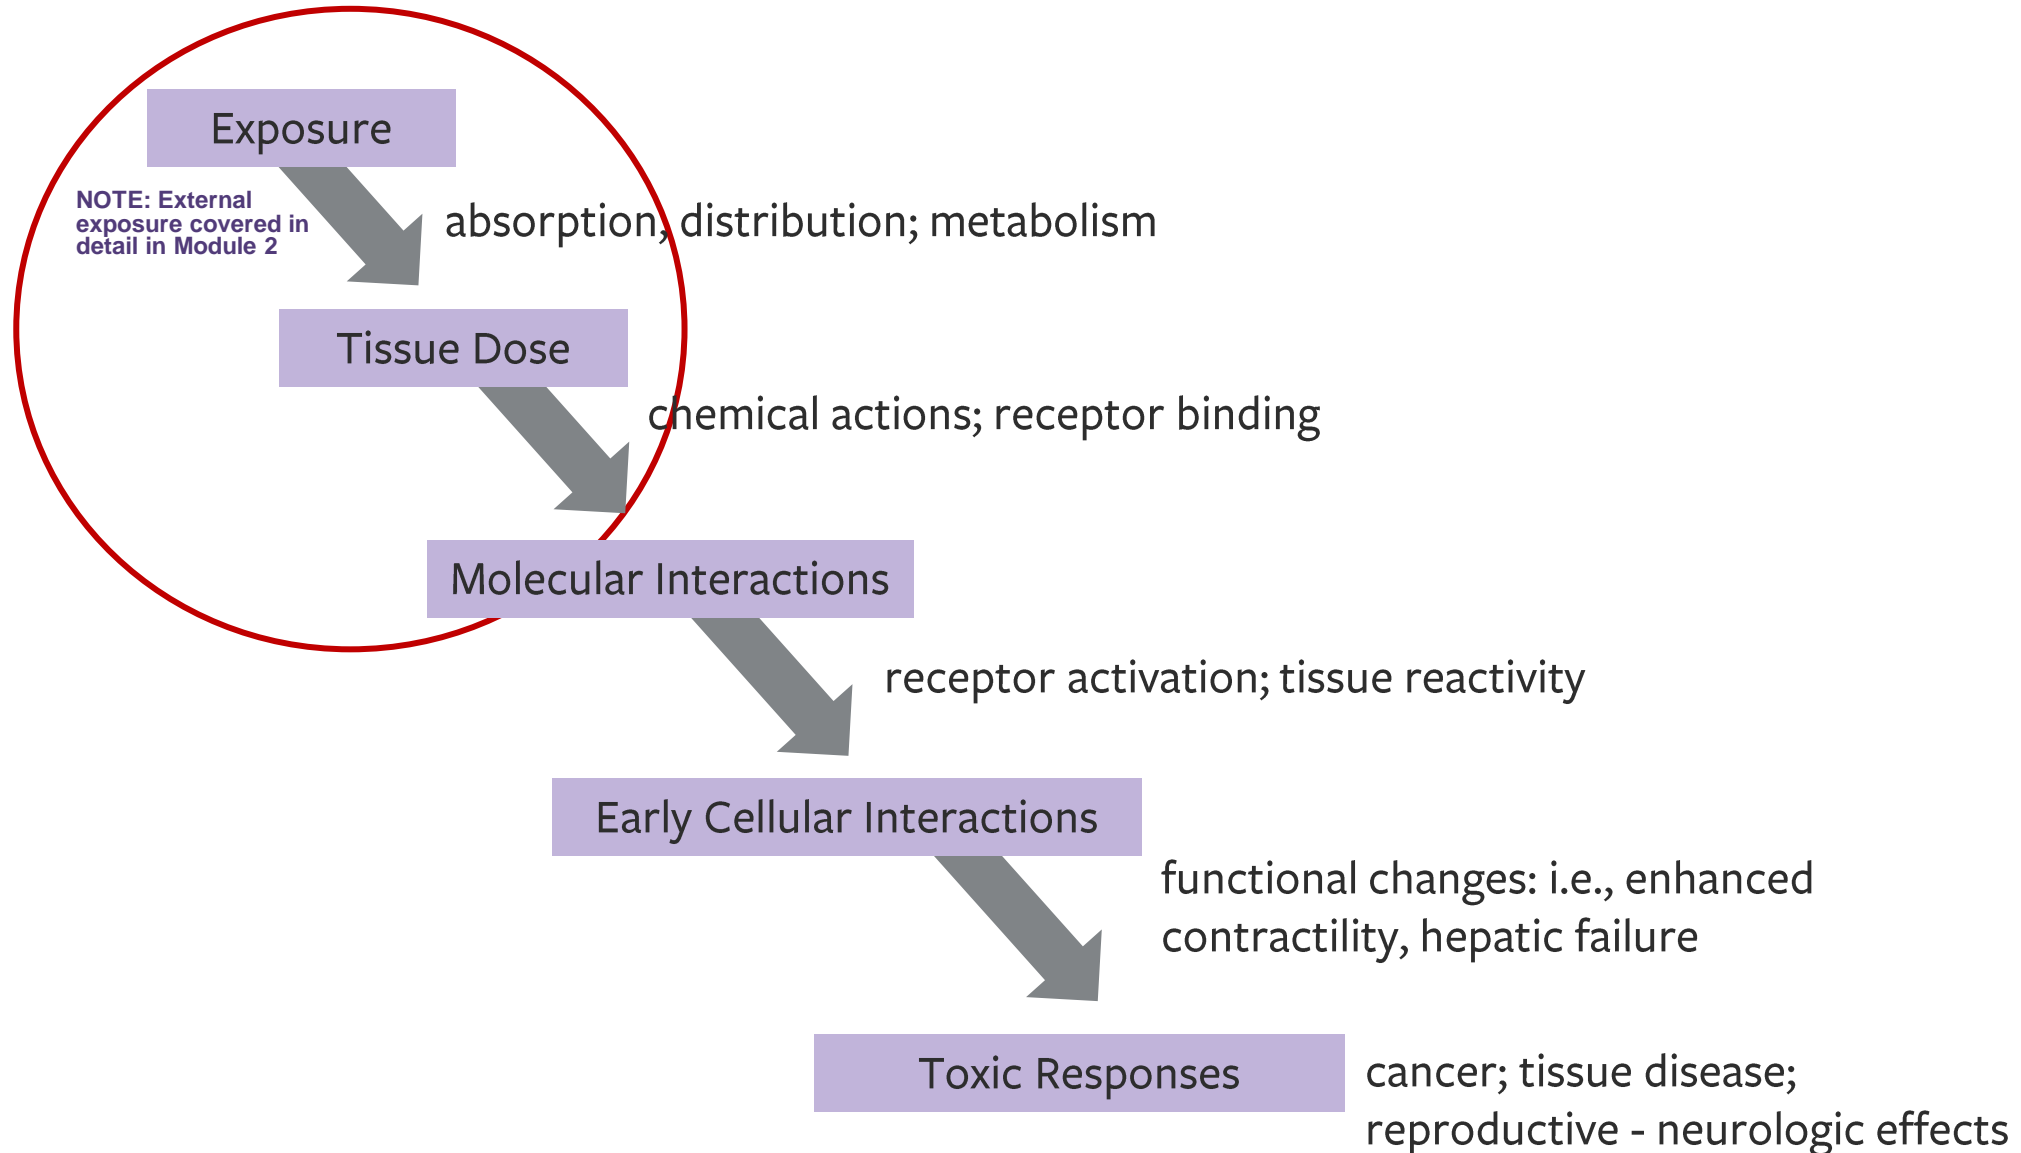 Exposure
NOTE: External
exposure covered in
detail in Module 2
absorption, distribution; metabolism
Tissue Dose
chemical actions; receptor binding
Molecular Interactions
receptor activation; tissue reactivity
Early Cellular Interactions
functional changes: i.e., enhanced
contractility, hepatic failure
Toxic Responses
cancer; tissue disease;
reproductive - neurologic effects